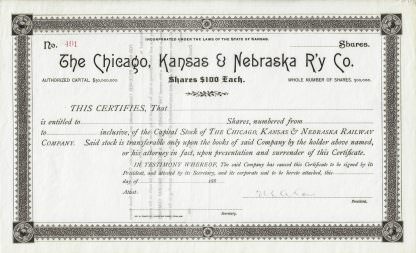 INCORPORATED UNDER THE LAWS OF THE STATE OF KANSAS.
No. 491 Shares.
The Chicago, Kansas & Nebraska R'y Co.
AUTHORIZED CAPITAL, $30,000,000. Shares $100 Each. WHOLE NUMBER OF SHARES, 300,000.
THIS CERTIFIES, That
is entitled to Shares, numbered from
to inclusive, of the Capital Stock of THE CHICAGO, KANSAS & NEBRASKA RAILWAY
COMPANY. Said stock is transferable only upon the books of said Company by the holder above named,
or his attorney in fact, upon presentation and surrender of this Certificate.
IN TESTIMONY WHEREOF, The said Company has caused this Certificate to be signed by its
President, and attested by its Secretary, and its corporate seal to be hereto attached, this
day of 188
Attest:
President.
Secretary.